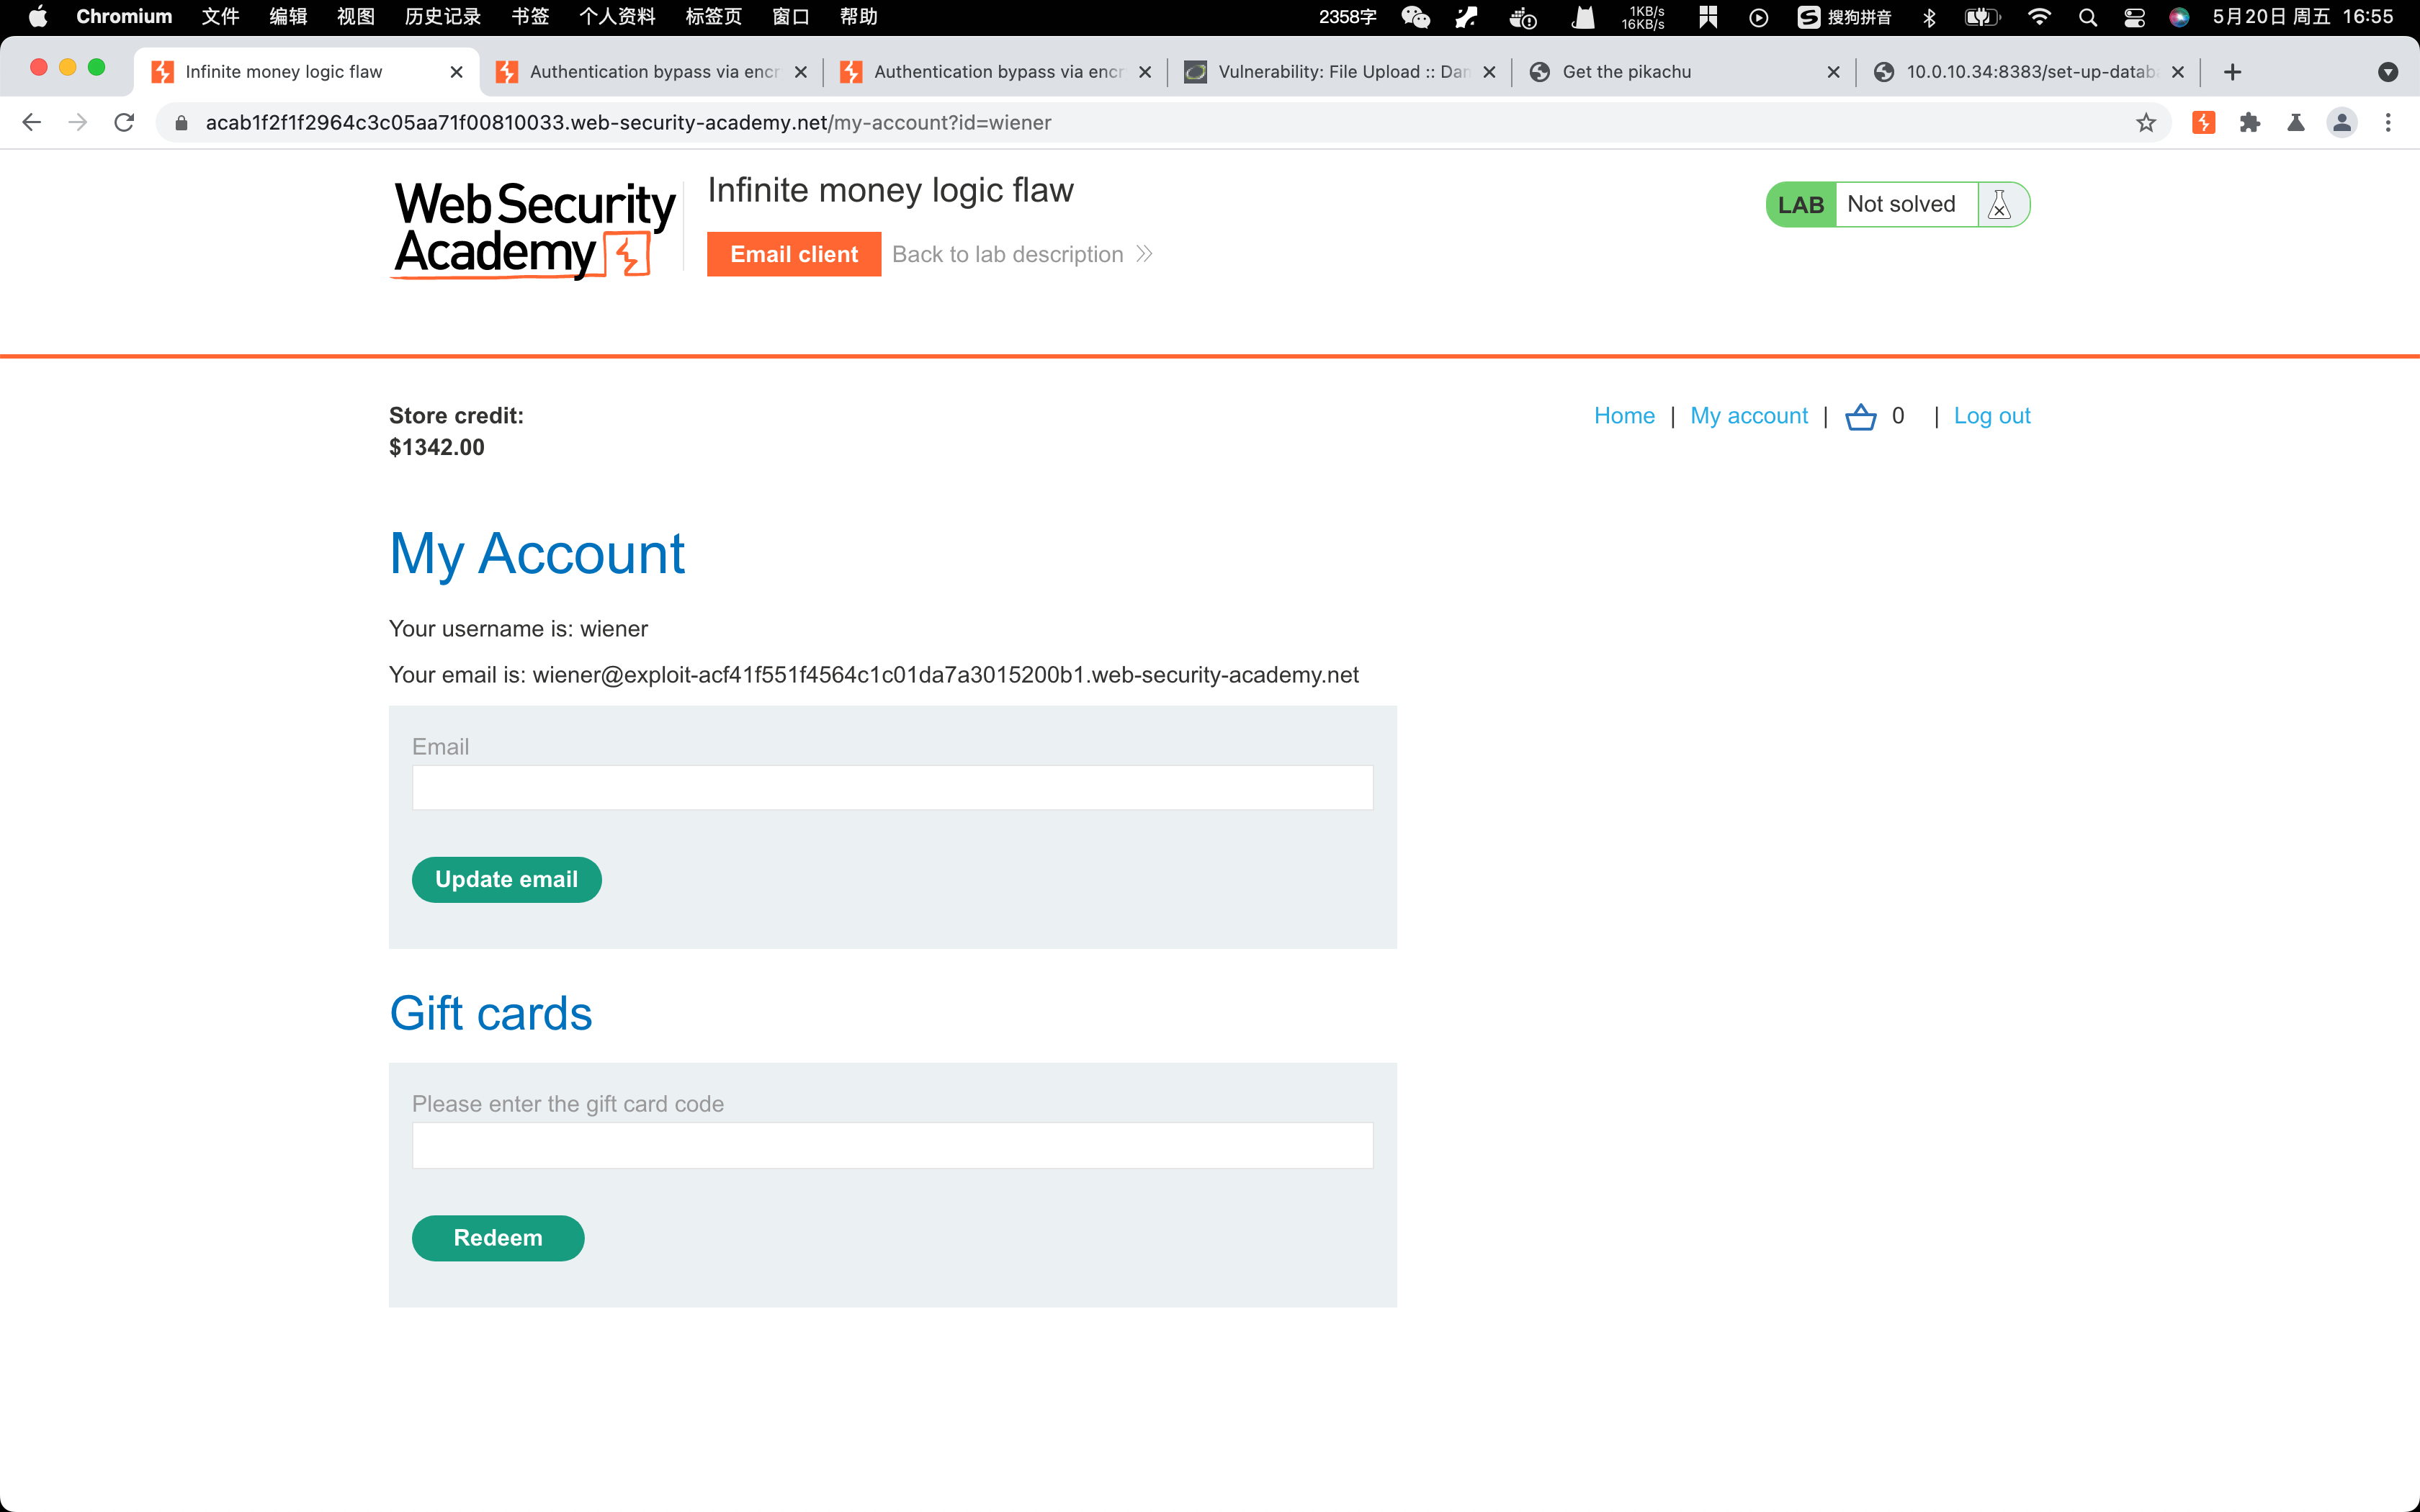 Chromium 文件 编辑 视图 历史记录 书签 个人资料 标签页 窗口 帮助 2358字 1KB/s 16KB/s S 搜狗拼音 5月20日 周五 16:55
Infinite money logic flaw Authentication bypass via encr Authentication bypass via encr Vulnerability: File Upload :: Dan Get the pikachu 10.0.10.34:8383/set-up-datab
acab1f2f1f2964c3c05aa71f00810033.web-security-academy.net/my-account?id=wiener
Web Security
Academy
Infinite money logic flaw
Email client Back to lab description
LAB Not solved
Store credit:
$1342.00
Home | My account | 0 | Log out
My Account
Your username is: wiener
Your email is: wiener@exploit-acf41f551f4564c1c01da7a3015200b1.web-security-academy.net
Email
Update email
Gift cards
Please enter the gift card code
Redeem